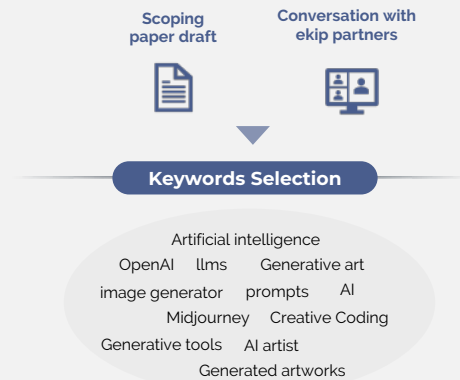 Scoping
paper draft
Conversation with
ekip partners
Keywords Selection
Artificial intelligence
OpenAI llms Generative art
image generator prompts AI
Midjourney Creative Coding
Generative tools AI artist
Generated artworks